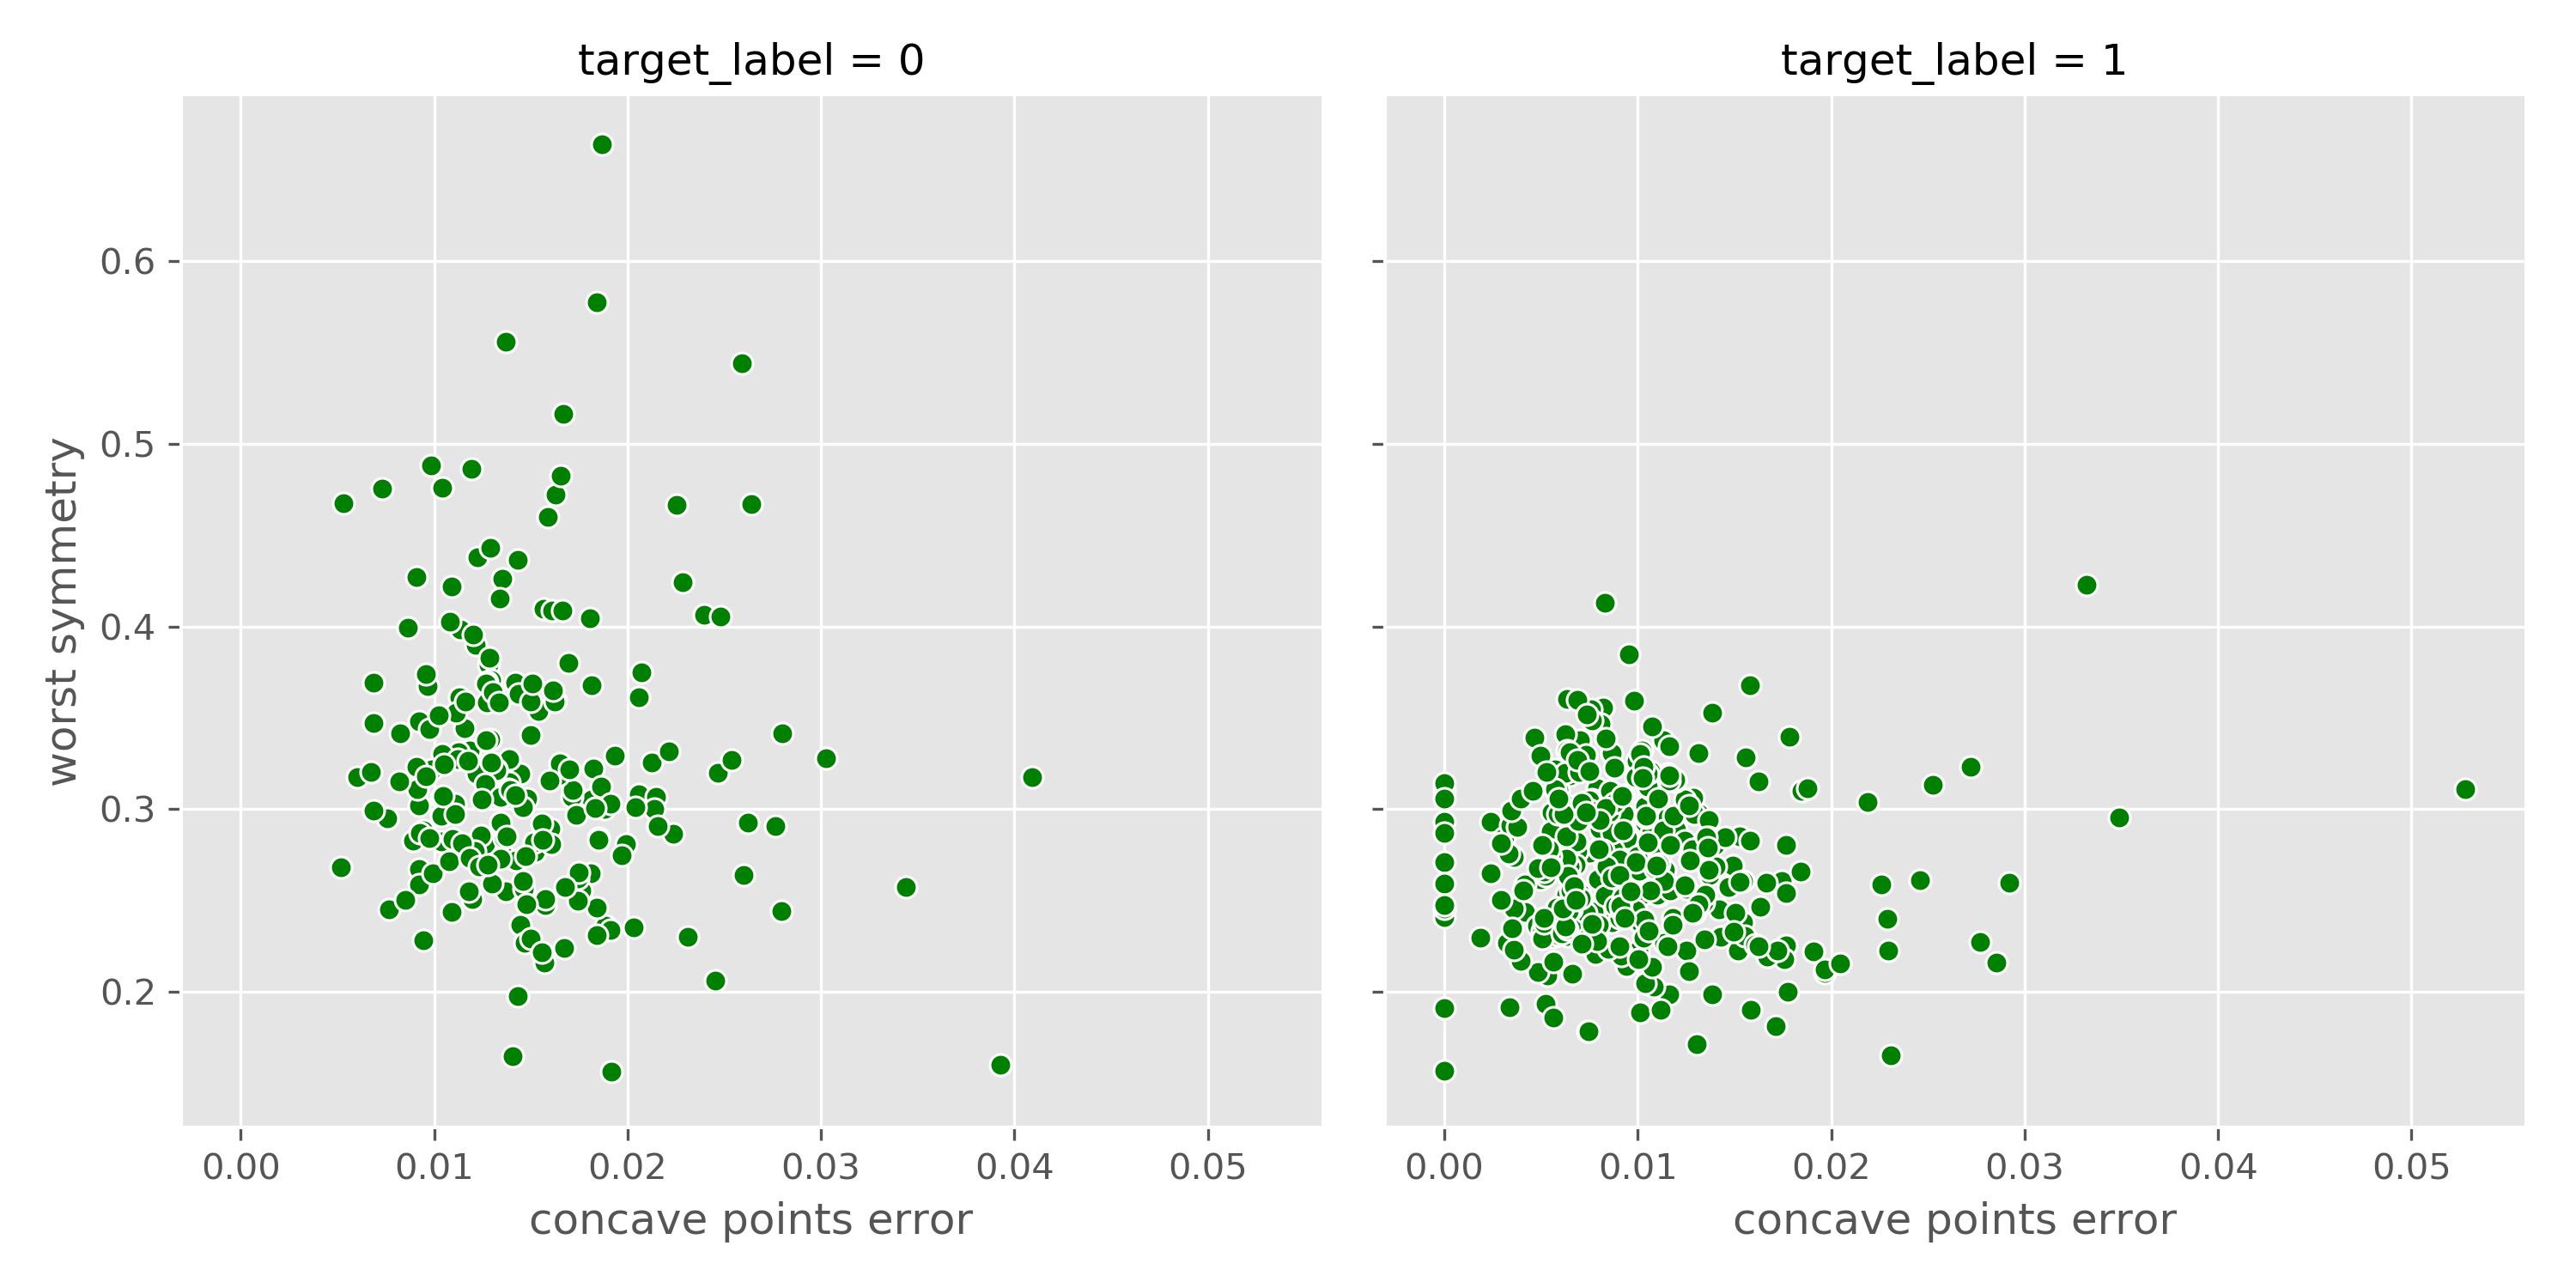 target_label = 0
target_label = 1
worst symmetry
0.6
0.5
0.4
0.3
0.2
0.00 0.01 0.02 0.03 0.04 0.05
0.00 0.01 0.02 0.03 0.04 0.05
concave points error
concave points error